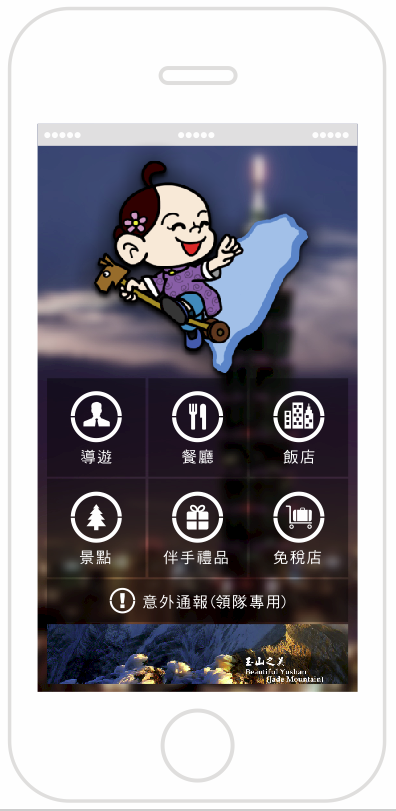 導遊
餐廳
飯店
景點
伴手禮品
免稅店
意外通報(領隊專用)
玉山之美
Beautiful Yushan
(Jade Mountain)